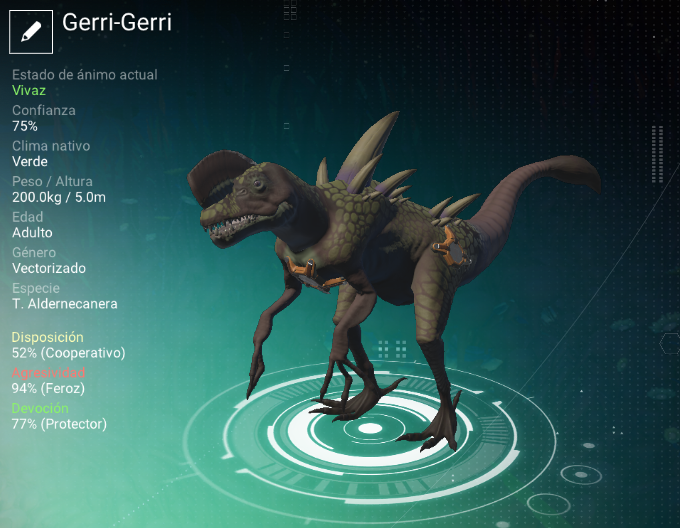 Gerri-Gerri
Estado de ánimo actual
Vivaz
Confianza
75%
Clima nativo
Verde
Peso / Altura
200.0kg / 5.0m
Edad
Adulto
Género
Vectorizado
Especie
T. Aldernecanera
Disposición
52% (Cooperativo)
Agresividad
94% (Feroz)
Devoción
77% (Protector)